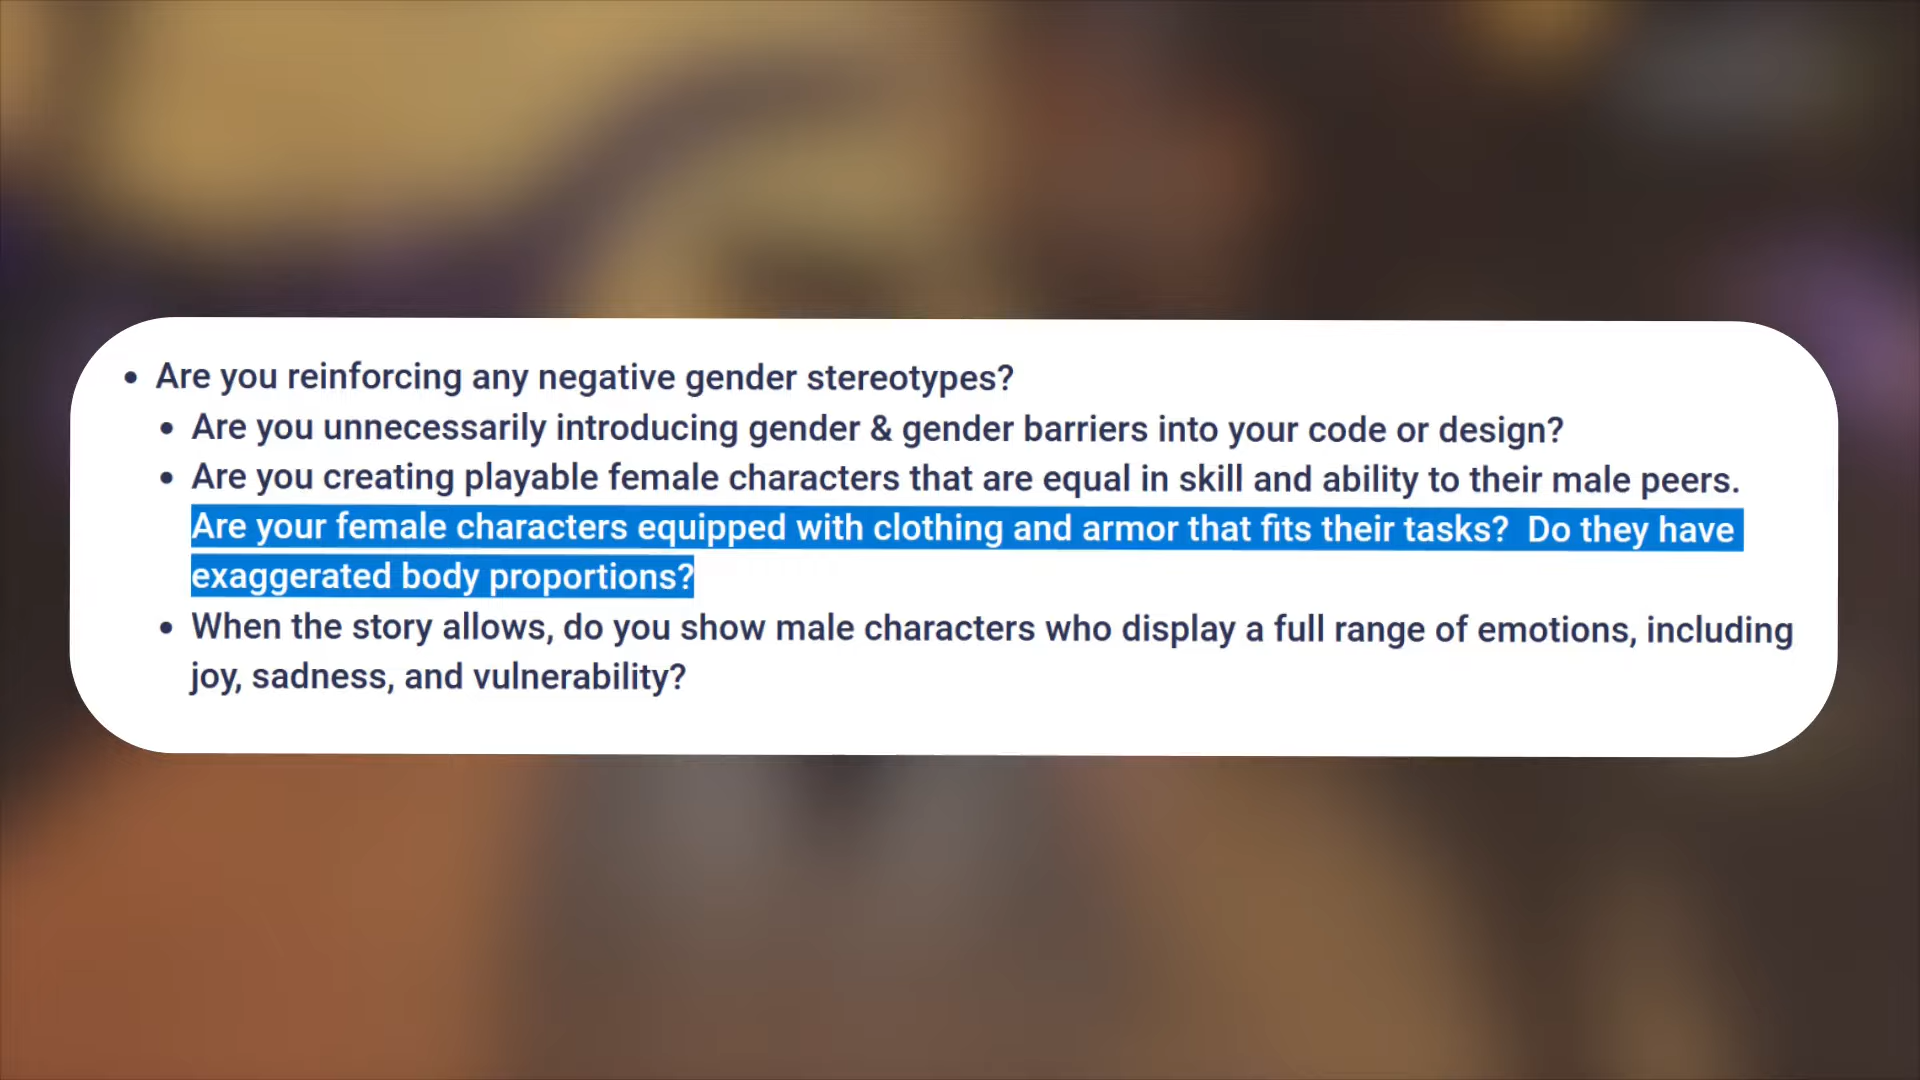 • Are you reinforcing any negative gender stereotypes?
• Are you unnecessarily introducing gender & gender barriers into your code or design?
• Are you creating playable female characters that are equal in skill and ability to their male peers.
Are your female characters equipped with clothing and armor that fits their tasks?  Do they have
exaggerated body proportions?
• When the story allows, do you show male characters who display a full range of emotions, including
joy, sadness, and vulnerability?